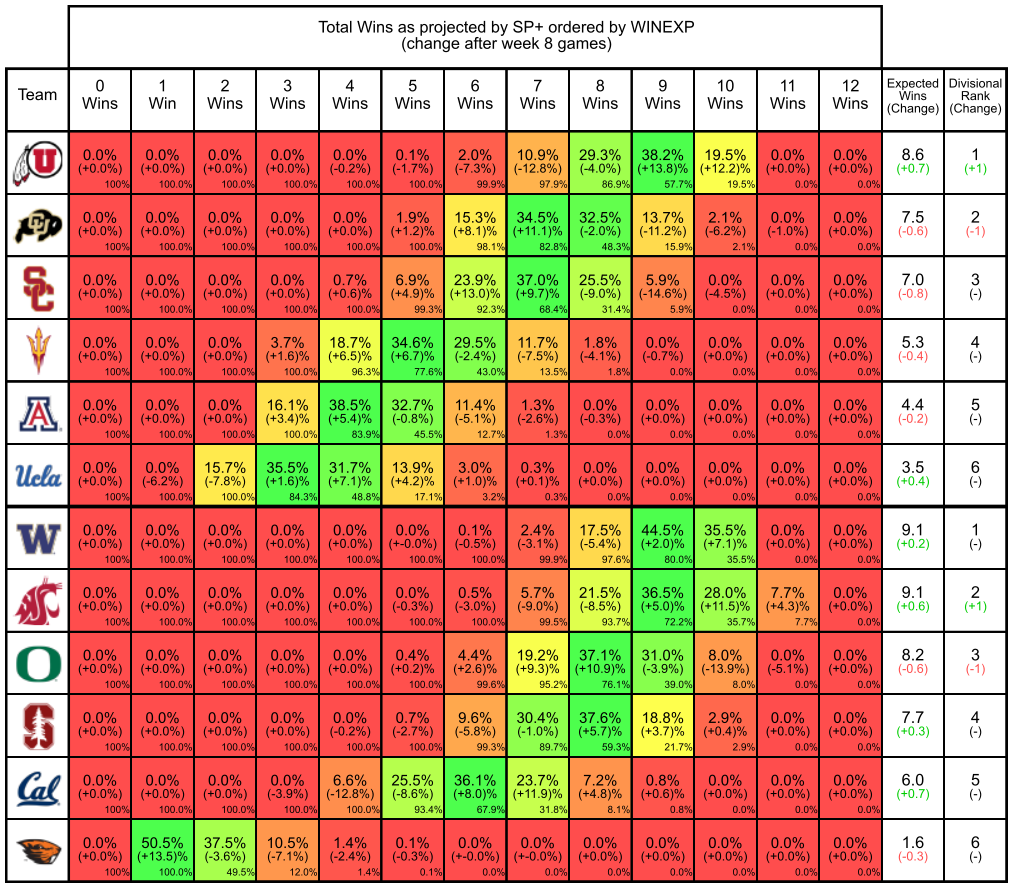 Total Wins as projected by SP+ ordered by WINEXP
(change after week 8 games)
Team 0 Wins 1 Win 2 Wins 3 Wins 4 Wins 5 Wins 6 Wins 7 Wins 8 Wins 9 Wins 10 Wins 11 Wins 12 Wins Expected Wins (Change) Divisional Rank (Change)
U 0.0% 0.0% 0.0% 0.0% 0.0% 0.1% 2.0% 10.9% 29.3% 38.2% 19.5% 0.0% 0.0% 8.6 1
(+0.0%) (+0.0%) (+0.0%) (+0.0%) (-0.2%) (-1.7%) (-7.3%) (-12.8%) (-4.0%) (+13.8)% (+12.2)% (+0.0%) (+0.0%) (+0.7) (+1)
100% 100.0% 100.0% 100.0% 100.0% 100.0% 99.9% 97.9% 86.9% 57.7% 19.5% 0.0% 0.0%
CU 0.0% 0.0% 0.0% 0.0% 0.0% 1.9% 15.3% 34.5% 32.5% 13.7% 2.1% 0.0% 0.0% 7.5 2
(+0.0%) (+0.0%) (+0.0%) (+0.0%) (+0.0%) (+1.2)% (+8.1)% (+11.1)% (-2.0%) (-11.2)% (-6.2%) (-1.0%) (+0.0%) (-0.6) (-1)
100% 100.0% 100.0% 100.0% 100.0% 100.0% 98.1% 82.8% 48.3% 15.9% 2.1% 0.0% 0.0%
SC 0.0% 0.0% 0.0% 0.0% 0.7% 6.9% 23.9% 37.0% 25.5% 5.9% 0.0% 0.0% 0.0% 7.0 3
(+0.0%) (+0.0%) (+0.0%) (+0.0%) (+0.6)% (+4.9)% (+13.0)% (+9.7)% (-9.0%) (-14.6)% (-4.5%) (+0.0%) (+0.0%) (-0.8) (-)
100% 100.0% 100.0% 100.0% 100.0% 99.3% 92.3% 68.4% 31.4% 5.9% 0.0% 0.0% 0.0%
0.0% 0.0% 0.0% 3.7% 18.7% 34.6% 29.5% 11.7% 1.8% 0.0% 0.0% 0.0% 0.0% 5.3 4
(+0.0%) (+0.0%) (+0.0%) (+1.6)% (+6.5)% (+6.7)% (-2.4%) (-7.5%) (-4.1%) (-0.7%) (+0.0%) (+0.0%) (+0.0%) (-0.4) (-)
100% 100.0% 100.0% 100.0% 96.3% 77.6% 43.0% 13.5% 1.8% 0.0% 0.0% 0.0% 0.0%
A 0.0% 0.0% 0.0% 16.1% 38.5% 32.7% 11.4% 1.3% 0.0% 0.0% 0.0% 0.0% 0.0% 4.4 5
(+0.0%) (+0.0%) (+0.0%) (+3.4)% (+5.4)% (-0.8%) (-5.1%) (-2.6%) (-0.3%) (+0.0%) (+0.0%) (+0.0%) (+0.0%) (-0.2) (-)
100% 100.0% 100.0% 100.0% 83.9% 45.5% 12.7% 1.3% 0.0% 0.0% 0.0% 0.0% 0.0%
Ucla 0.0% 0.0% 15.7% 35.5% 31.7% 13.9% 3.0% 0.3% 0.0% 0.0% 0.0% 0.0% 0.0% 3.5 6
(+0.0%) (-6.2%) (-7.8%) (+1.6)% (+7.1)% (+4.2)% (+1.0)% (+0.1)% (+0.0%) (+0.0%) (+0.0%) (+0.0%) (+0.0%) (+0.4) (-)
100% 100.0% 100.0% 84.3% 48.8% 17.1% 3.2% 0.3% 0.0% 0.0% 0.0% 0.0% 0.0%
W 0.0% 0.0% 0.0% 0.0% 0.0% 0.0% 0.1% 2.4% 17.5% 44.5% 35.5% 0.0% 0.0% 9.1 1
(+0.0%) (+0.0%) (+0.0%) (+0.0%) (+0.0%) (+-0.0%) (-0.5%) (-3.1%) (-5.4%) (+2.0)% (+7.1)% (+0.0%) (+0.0%) (+0.2) (-)
100% 100.0% 100.0% 100.0% 100.0% 100.0% 100.0% 99.9% 97.6% 80.0% 35.5% 0.0% 0.0%
0.0% 0.0% 0.0% 0.0% 0.0% 0.0% 0.5% 5.7% 21.5% 36.5% 28.0% 7.7% 0.0% 9.1 2
(+0.0%) (+0.0%) (+0.0%) (+0.0%) (+0.0%) (-0.3%) (-3.0%) (-9.0%) (-8.5%) (+5.0)% (+11.5)% (+4.3)% (+0.0%) (+0.6) (+1)
100% 100.0% 100.0% 100.0% 100.0% 100.0% 100.0% 99.5% 93.7% 72.2% 35.7% 7.7% 0.0%
O 0.0% 0.0% 0.0% 0.0% 0.0% 0.4% 4.4% 19.2% 37.1% 31.0% 8.0% 0.0% 0.0% 8.2 3
(+0.0%) (+0.0%) (+0.0%) (+0.0%) (+0.0%) (+0.2)% (+2.6)% (+9.3)% (+10.9)% (-3.9%) (-13.9%) (-5.1%) (+0.0%) (-0.6) (-1)
100% 100.0% 100.0% 100.0% 100.0% 100.0% 99.6% 95.2% 76.1% 39.0% 8.0% 0.0% 0.0%
S 0.0% 0.0% 0.0% 0.0% 0.0% 0.7% 9.6% 30.4% 37.6% 18.8% 2.9% 0.0% 0.0% 7.7 4
(+0.0%) (+0.0%) (+0.0%) (+0.0%) (-0.2%) (-2.7%) (-5.8%) (-1.0%) (+5.7)% (+3.7)% (+0.4)% (+0.0%) (+0.0%) (+0.3) (-)
100% 100.0% 100.0% 100.0% 100.0% 100.0% 99.3% 89.7% 59.3% 21.7% 2.9% 0.0% 0.0%
Cal 0.0% 0.0% 0.0% 0.0% 6.6% 25.5% 36.1% 23.7% 7.2% 0.8% 0.0% 0.0% 0.0% 6.0 5
(+0.0%) (+0.0%) (+0.0%) (-3.9%) (-12.8%) (-8.6%) (+8.0)% (+11.9)% (+4.8)% (+0.6)% (+0.0%) (+0.0%) (+0.0%) (+0.7) (-)
100% 100.0% 100.0% 100.0% 100.0% 93.4% 67.9% 31.8% 8.1% 0.8% 0.0% 0.0% 0.0%
0.0% 50.5% 37.5% 10.5% 1.4% 0.1% 0.0% 0.0% 0.0% 0.0% 0.0% 0.0% 0.0% 1.6 6
(+0.0%) (+13.5)% (-3.6%) (-7.1%) (-2.4%) (-0.3%) (+-0.0%) (+-0.0%) (+0.0%) (+0.0%) (+0.0%) (+0.0%) (+0.0%) (-0.3) (-)
100% 100.0% 49.5% 12.0% 1.4% 0.1% 0.0% 0.0% 0.0% 0.0% 0.0% 0.0% 0.0%